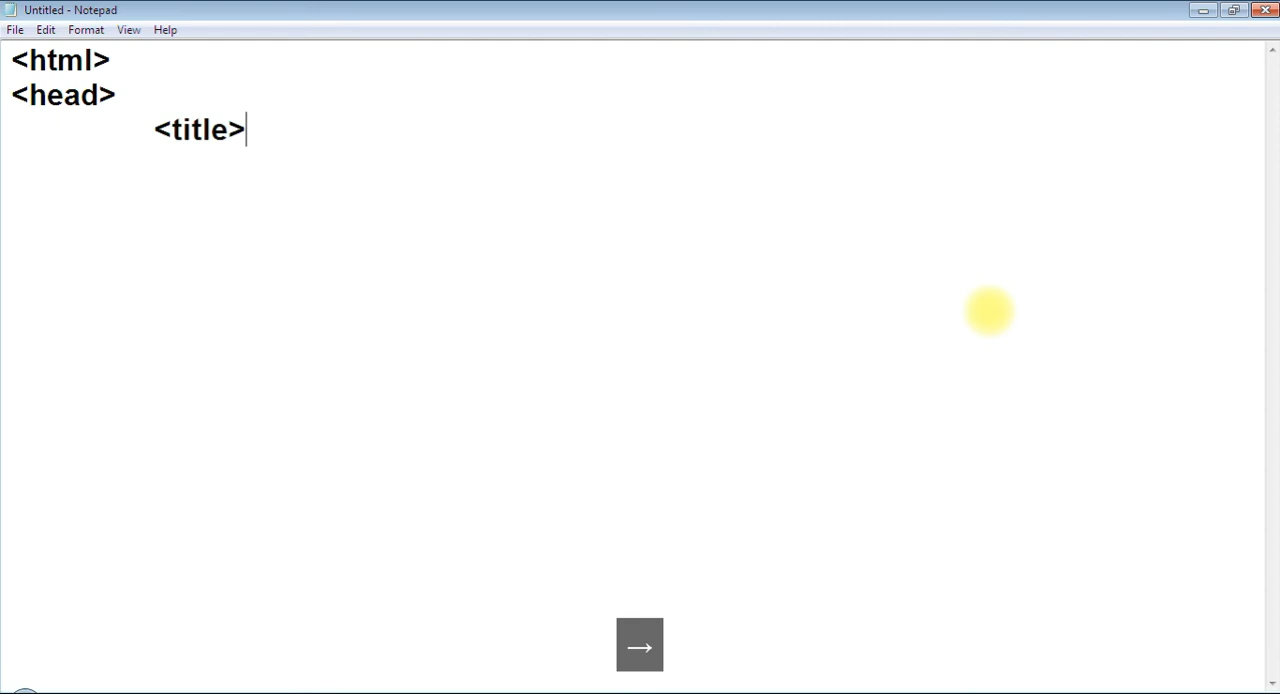 Untitled - Notepad
File Edit Format View Help
<html>
<head>
<title>
→